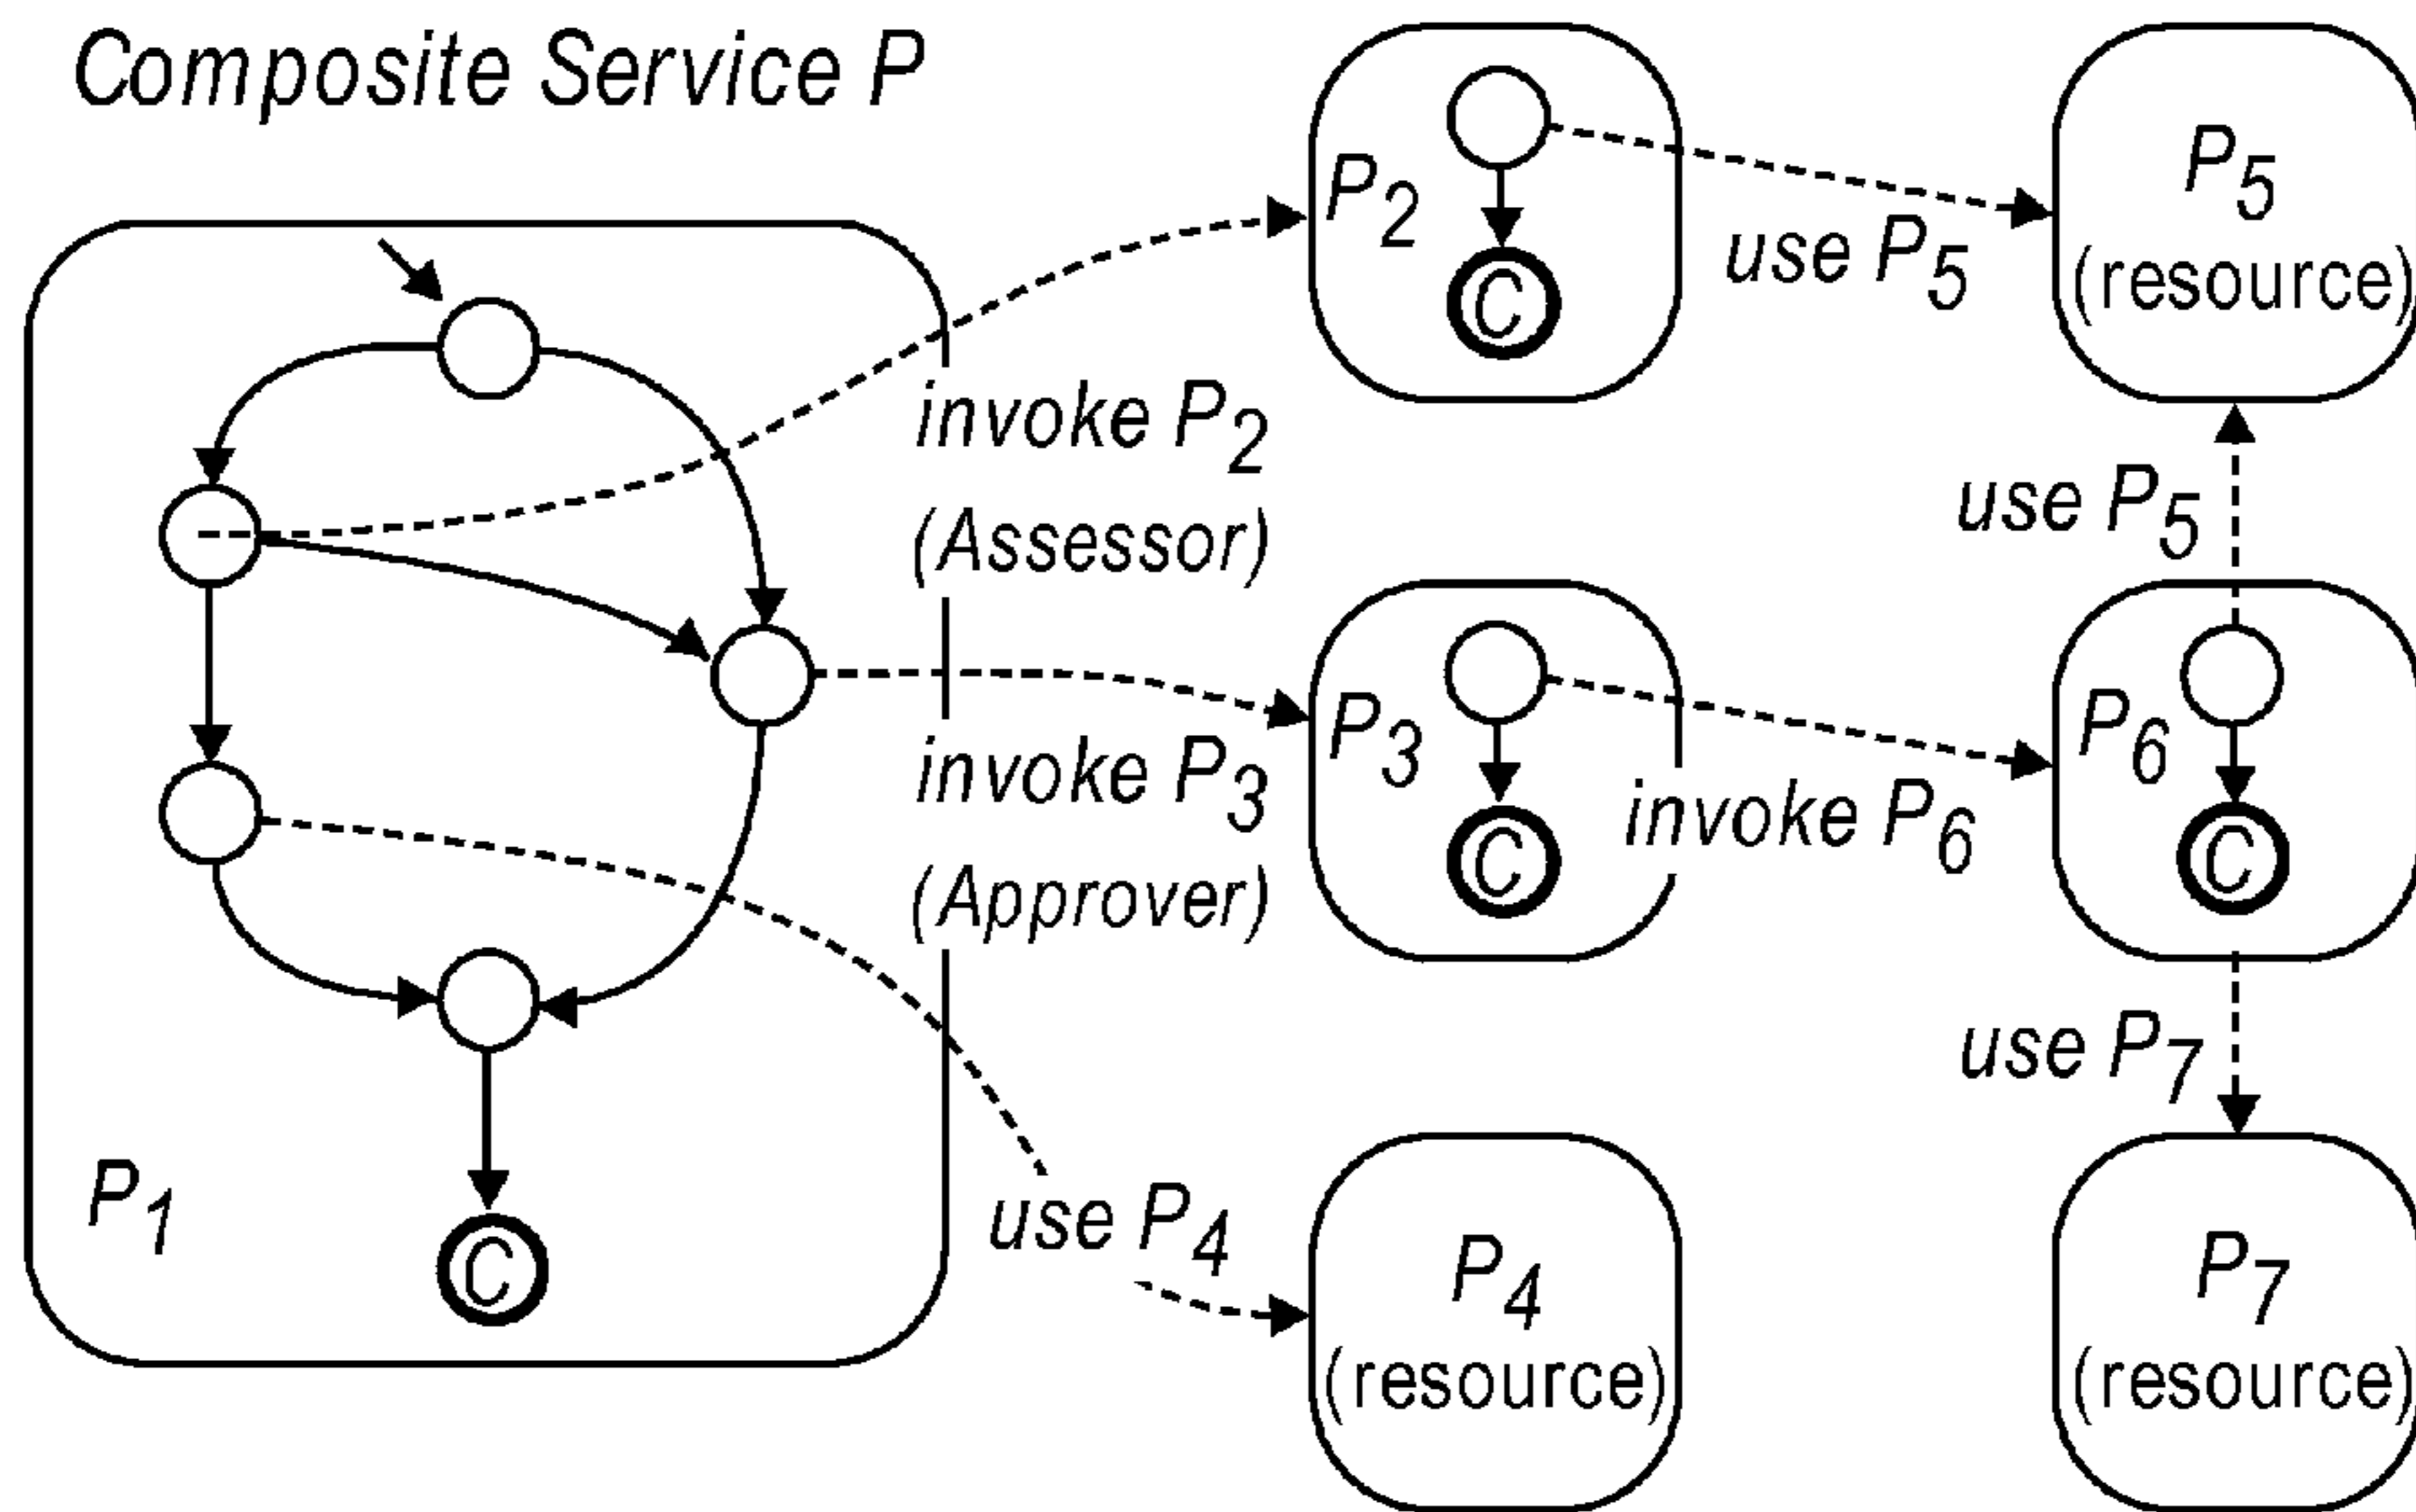 Composite Service P
P1
C
invoke P2
(Assessor)
invoke P3
(Approver)
use P4
P2
C
use P5
P5
(resource)
use P5
P3
C
invoke P6
P6
C
use P7
P4
(resource)
P7
(resource)